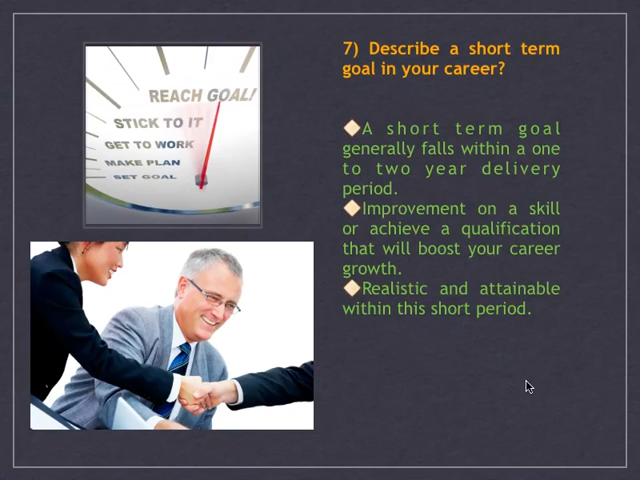 7) Describe a short term
goal in your career?
REACH GOAL!
STICK TO IT
GET TO WORK
MAKE PLAN
SET GOAL
A short term goal
generally falls within a one
to two year delivery
period.
Improvement on a skill
or achieve a qualification
that will boost your career
growth.
Realistic and attainable
within this short period.